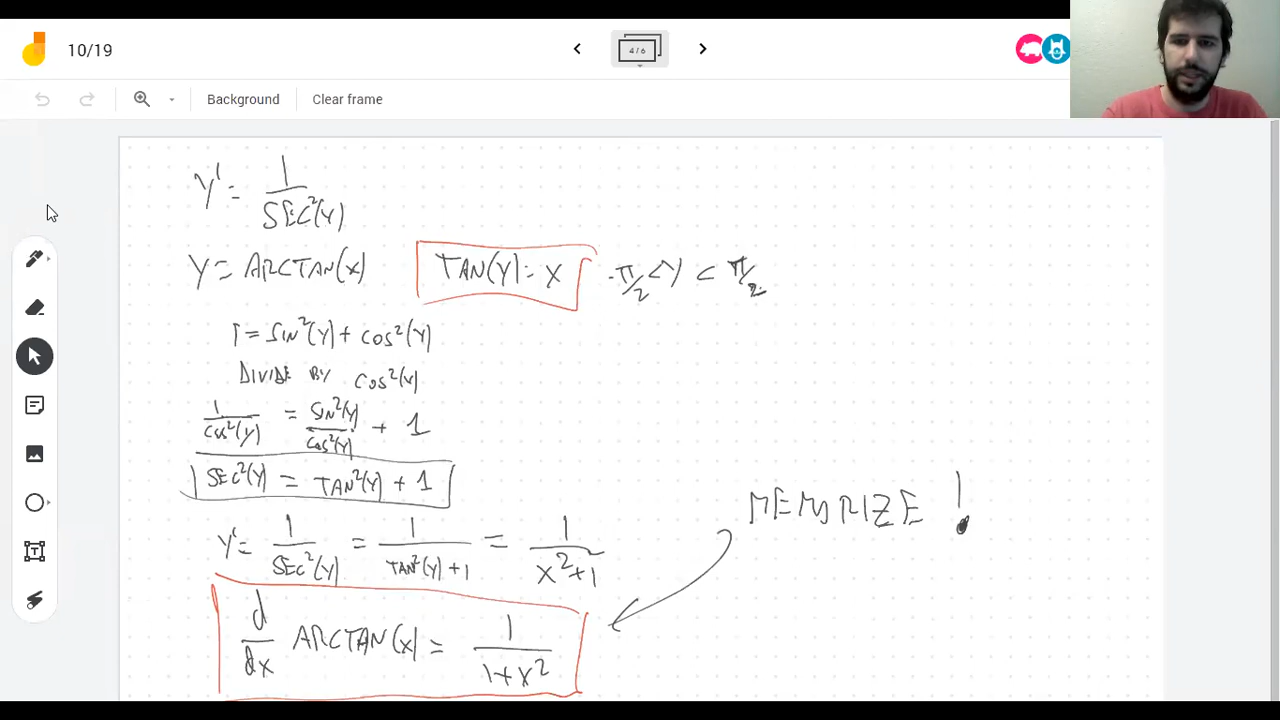 10/19
4/6
Background
Clear frame
Y' = 1/SEC²(Y)
Y = ARCTAN(X) TAN(Y) = X -π/2 < Y < π/2
1 = SIN²(Y) + COS²(Y)
DIVIDE BY COS²(Y)
1/COS²(Y) = SIN²(Y)/COS²(Y) + 1
SEC²(Y) = TAN²(Y) + 1
MEMORIZE !
Y' = 1/SEC²(Y) = 1/TAN²(Y)+1 = 1/X²+1
d/dx ARCTAN(X) = 1/1+X²